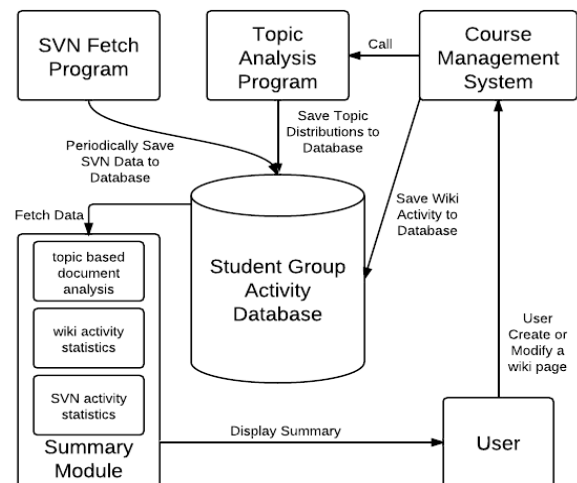 SVN Fetch
Program
Topic
Analysis
Program
Call
Course
Management
System
Periodically Save
SVN Data to
Database
Save Topic
Distributions to
Database
Save Wiki
Activity to
Database
Fetch Data
topic based
document
analysis
wiki activity
statistics
SVN activity
statistics
Summary
Module
Student Group
Activity
Database
User
Create or
Modify a
wiki page
Display Summary
User